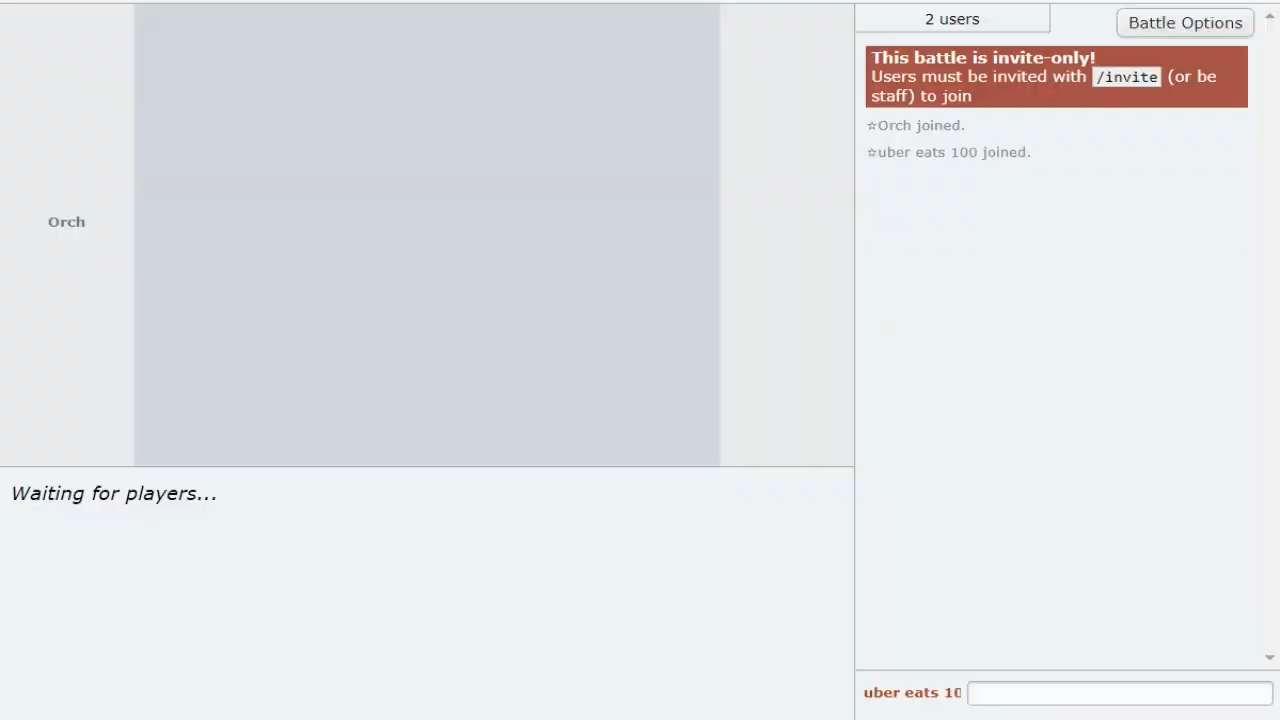 2 users
Battle Options
This battle is invite-only!
Users must be invited with /invite (or be
staff) to join
☆Orch joined.
☆uber eats 100 joined.
Orch
Waiting for players...
uber eats 10